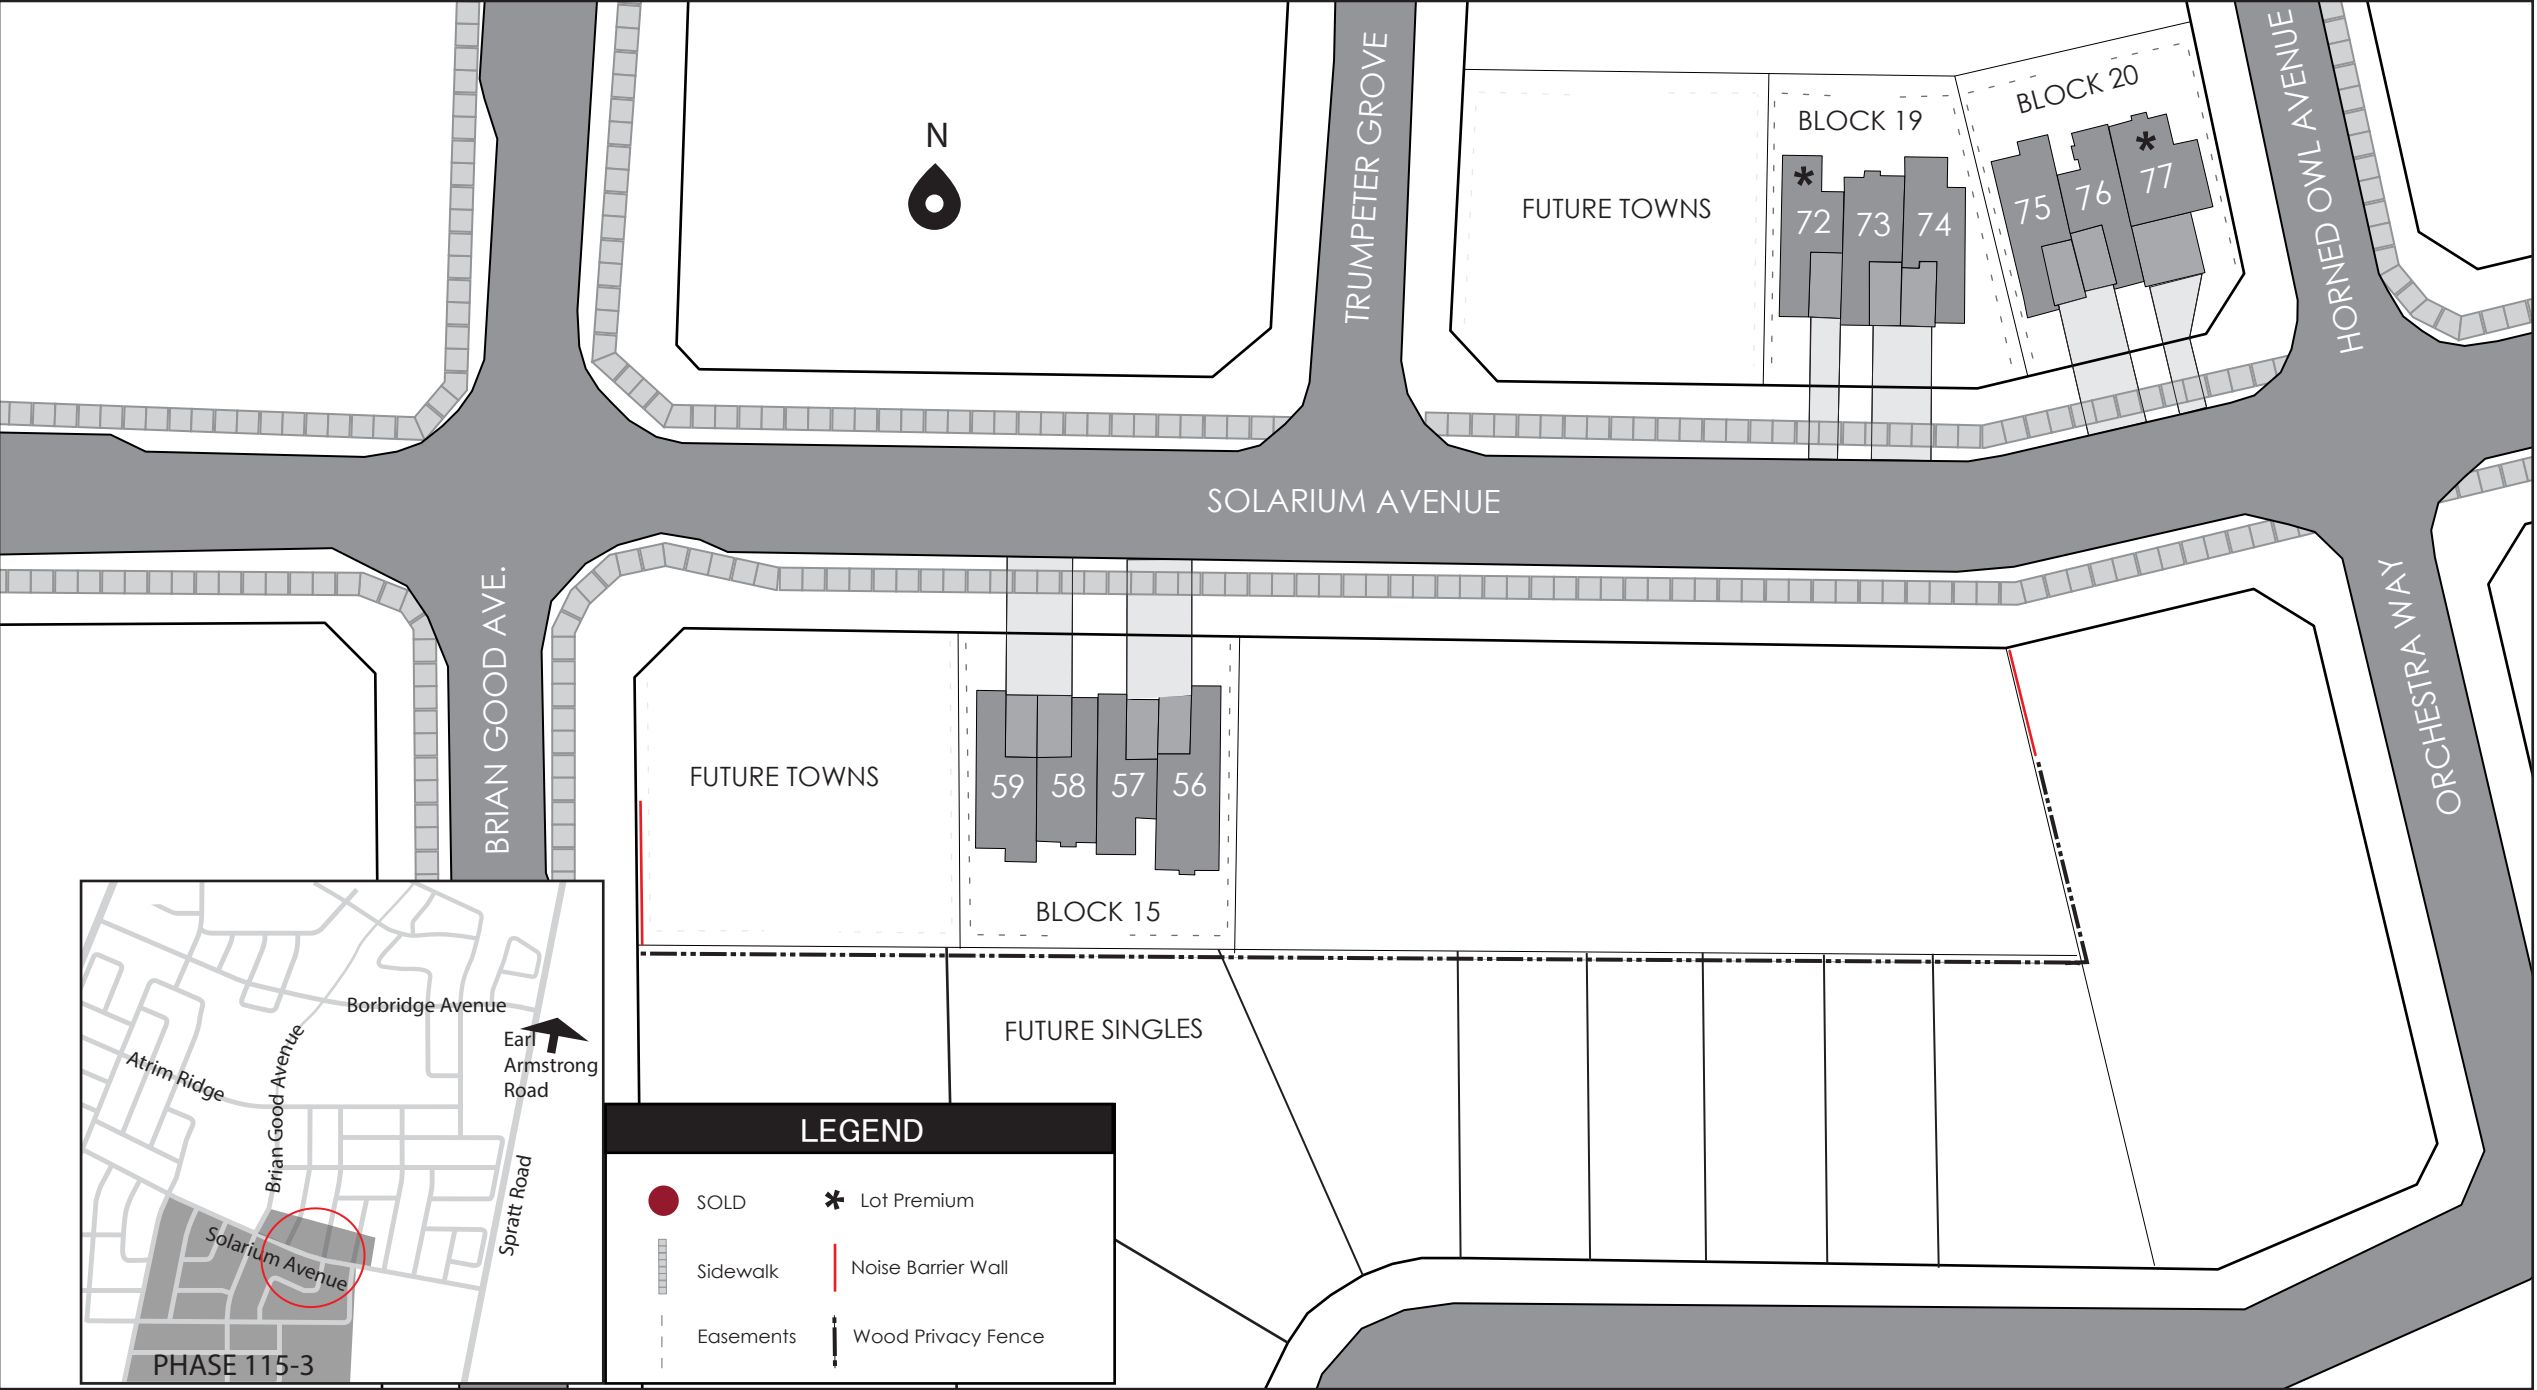 N
TRUMPETER GROVE
HORNED OWL AVENUE
BLOCK 20
BLOCK 19
FUTURE TOWNS
*
72
73
74
75
76
*
77
SOLARIUM AVENUE
BRIAN GOOD AVE.
ORCHESTRA WAY
FUTURE TOWNS
59
58
57
56
BLOCK 15
FUTURE SINGLES
Borbridge Avenue
Earl
Armstrong
Road
Atrim Ridge
Brian Good Avenue
Spratt Road
Solarium Avenue
PHASE 115-3
LEGEND
SOLD
* Lot Premium
Sidewalk
Noise Barrier Wall
Easements
Wood Privacy Fence